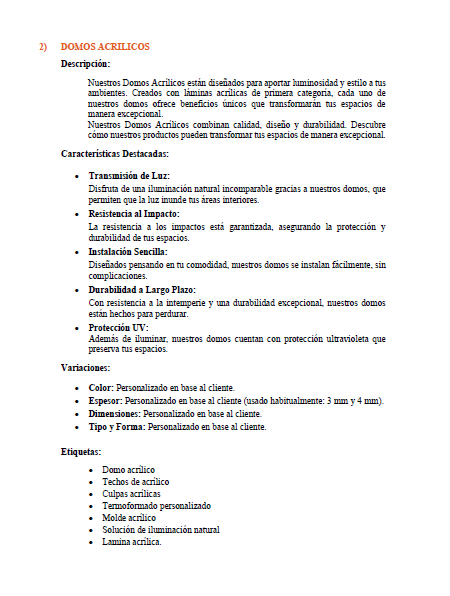 2) DOMOS ACRILICOS
Descripción:
Nuestros Domos Acrílicos están diseñados para aportar luminosidad y estilo a tus
ambientes. Creados con láminas acrílicas de primera categoría, cada uno de
nuestros domos ofrece beneficios únicos que transformarán tus espacios de
manera excepcional.
Nuestros Domos Acrílicos combinan calidad, diseño y durabilidad. Descubre
cómo nuestros productos pueden transformar tus espacios de manera excepcional.
Características Destacadas:
• Transmisión de Luz:
Disfruta de una iluminación natural incomparable gracias a nuestros domos, que
permiten que la luz inunde tus áreas interiores.
• Resistencia al Impacto:
La resistencia a los impactos está garantizada, asegurando la protección y
durabilidad de tus espacios.
• Instalación Sencilla:
Diseñados pensando en tu comodidad, nuestros domos se instalan fácilmente, sin
complicaciones.
• Durabilidad a Largo Plazo:
Con resistencia a la intemperie y una durabilidad excepcional, nuestros domos
están hechos para perdurar.
• Protección UV:
Además de iluminar, nuestros domos cuentan con protección ultravioleta que
preserva tus espacios.
Variaciones:
• Color: Personalizado en base al cliente.
• Espesor: Personalizado en base al cliente (usado habitualmente: 3 mm y 4 mm).
• Dimensiones: Personalizado en base al cliente.
• Tipo y Forma: Personalizado en base al cliente.
Etiquetas:
• Domo acrílico
• Techos de acrílico
• Culpas acrílicas
• Termoformado personalizado
• Molde acrílico
• Solución de iluminación natural
• Lamina acrílica.